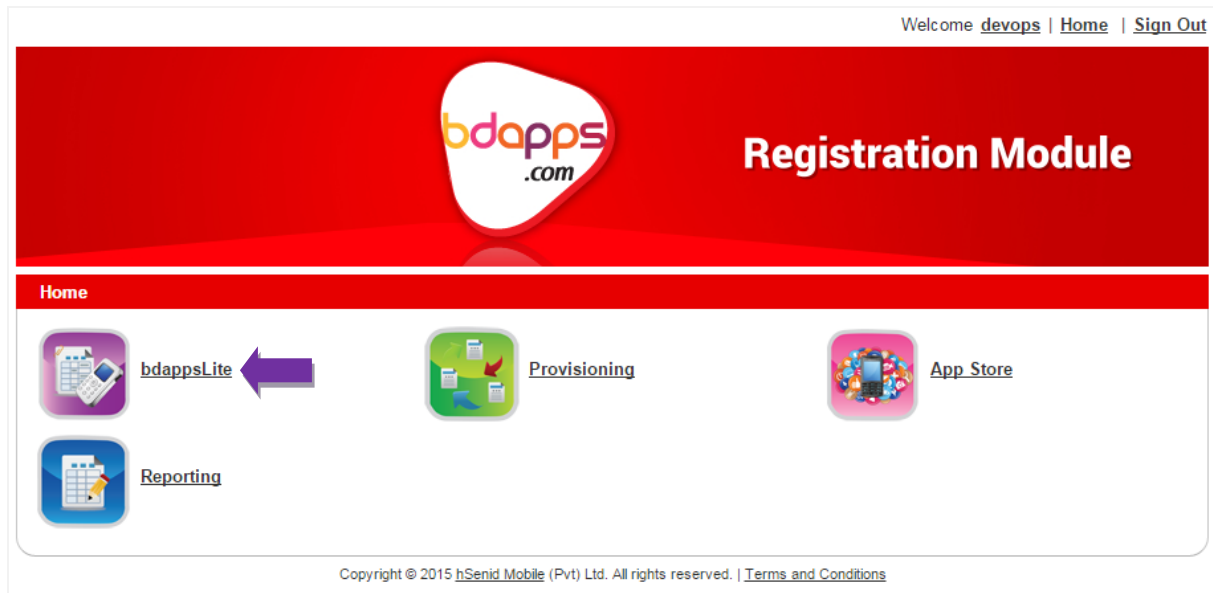 Welcome devops | Home | Sign Out
bdapps
.com
Registration Module
Home
bdappsLite
Provisioning
App Store
Reporting
Copyright © 2015 hSenid Mobile (Pvt) Ltd. All rights reserved. | Terms and Conditions